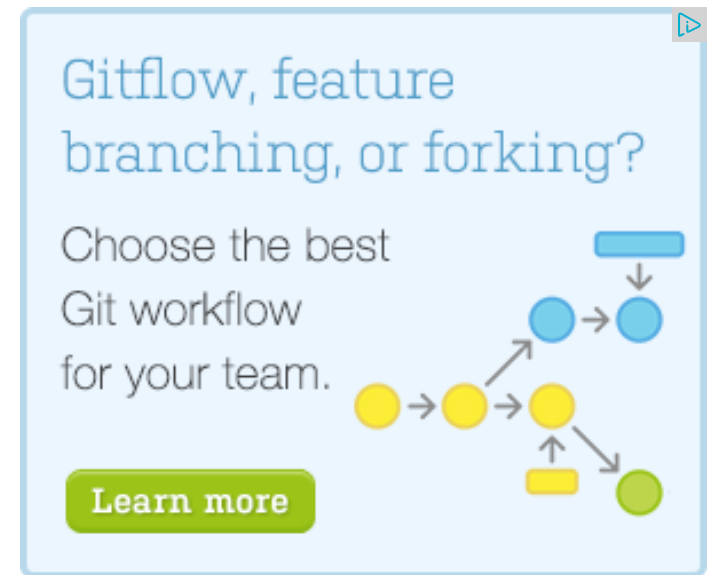 Gitflow, feature
branching, or forking?
Choose the best
Git workflow
for your team.
Learn more